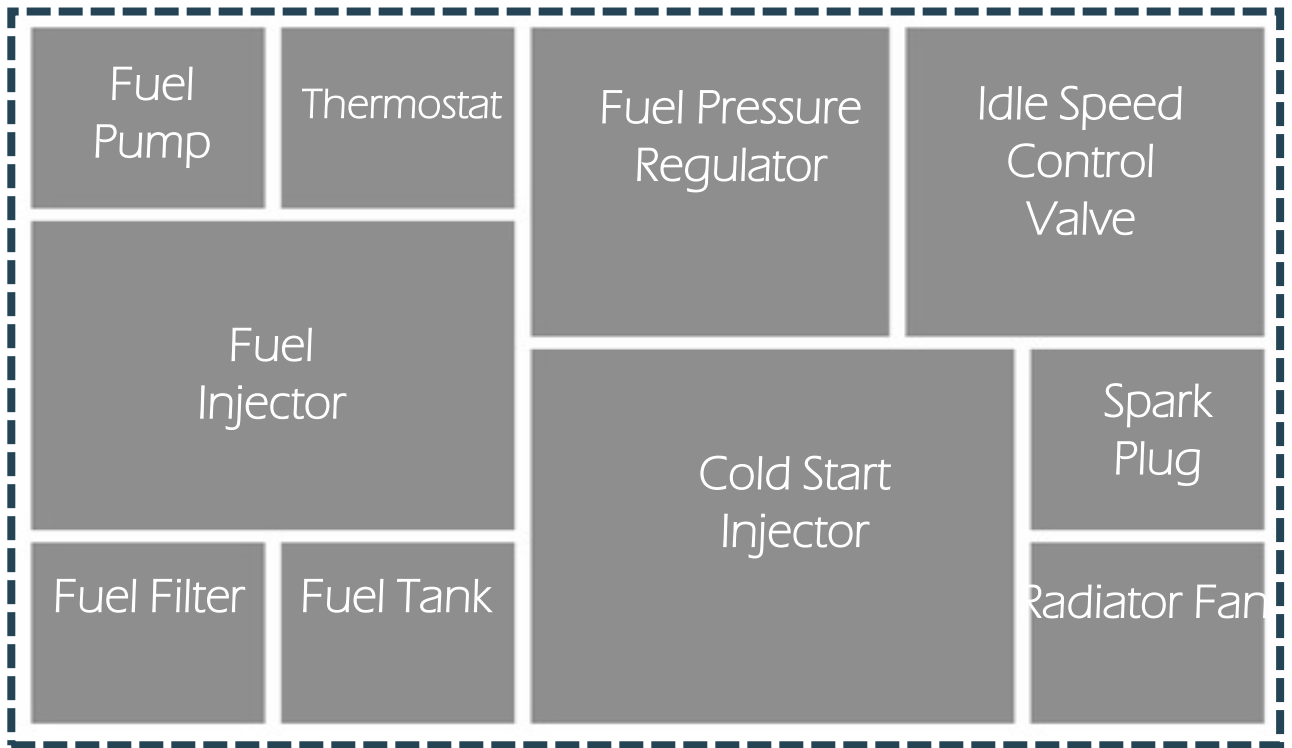 Fuel
Pump
Thermostat
Fuel Pressure
Regulator
Idle Speed
Control
Valve
Fuel
Injector
Cold Start
Injector
Spark
Plug
Fuel Filter
Fuel Tank
Radiator Fan